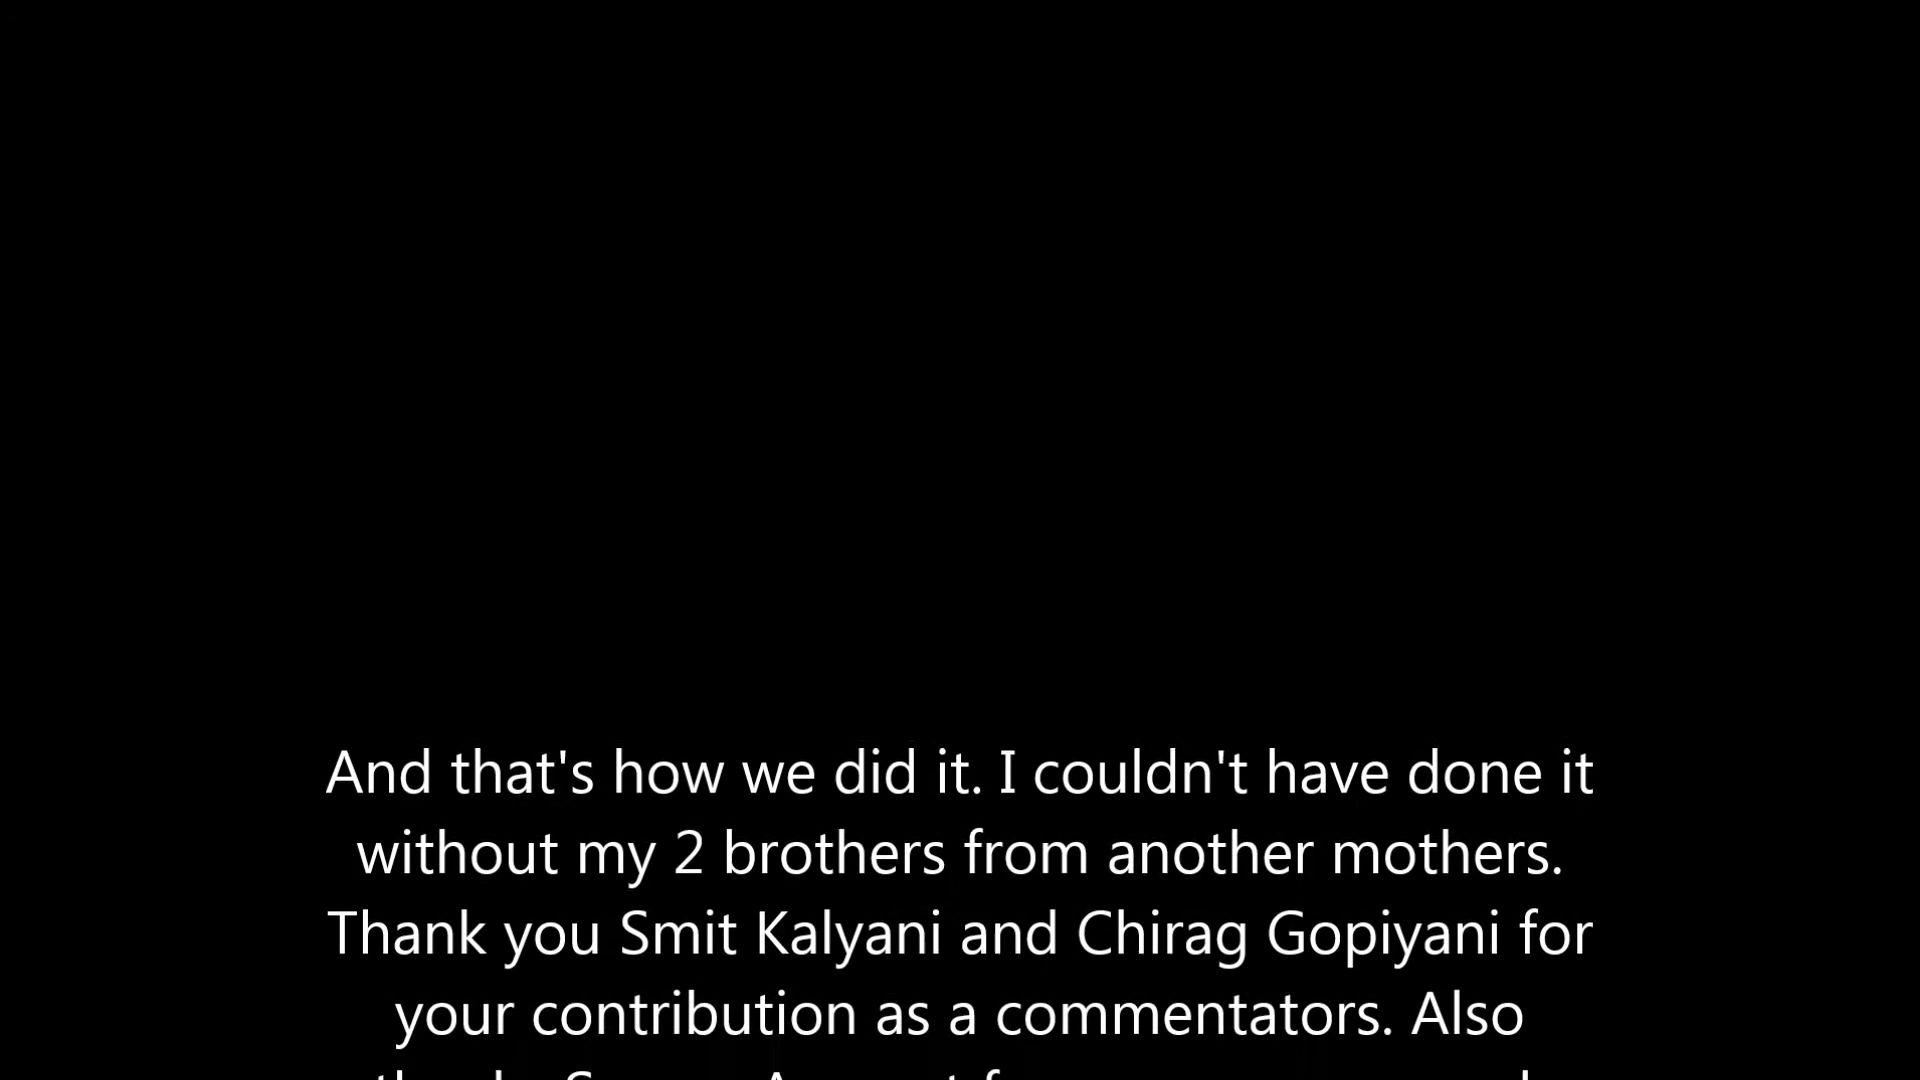 And that's how we did it. I couldn't have done it
without my 2 brothers from another mothers.
Thank you Smit Kalyani and Chirag Gopiyani for
your contribution as a commentators. Also